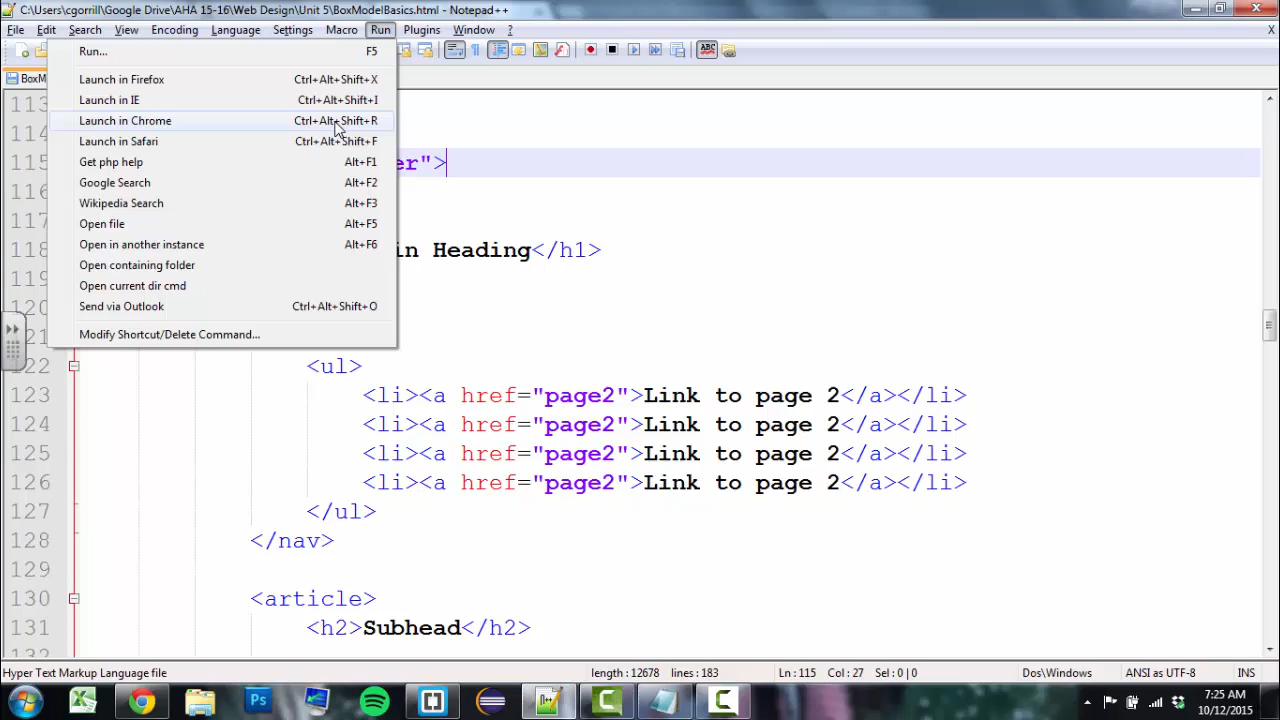 C:\Users\cgorrill\Google Drive\AHA 15-16\Web Design\Unit 5\BoxModelBasics.html - Notepad++
File Edit Search View Encoding Language Settings Macro Run Plugins Window ? X
Run... F5
BoxM
Launch in Firefox Ctrl+Alt+Shift+X
Launch in IE Ctrl+Alt+Shift+I
Launch in Chrome Ctrl+Alt+Shift+R
Launch in Safari Ctrl+Alt+Shift+F
Get php help Alt+F1
Google Search Alt+F2
Wikipedia Search Alt+F3
Open file Alt+F5
Open in another instance Alt+F6
Open containing folder
Open current dir cmd
Send via Outlook Ctrl+Alt+Shift+O
Modify Shortcut/Delete Command...
113
114
115 er">
116
117
118 in Heading</h1>
119
120
122 <ul>
123 <li><a href="page2">Link to page 2</a></li>
124 <li><a href="page2">Link to page 2</a></li>
125 <li><a href="page2">Link to page 2</a></li>
126 <li><a href="page2">Link to page 2</a></li>
127 </ul>
128 </nav>
129
130 <article>
131 <h2>Subhead</h2>
132
Hyper Text Markup Language file length : 12678 lines : 183 Ln : 115 Col : 27 Sel : 0 | 0 Dos\Windows ANSI as UTF-8 INS
Ps
7:25 AM
10/12/2015